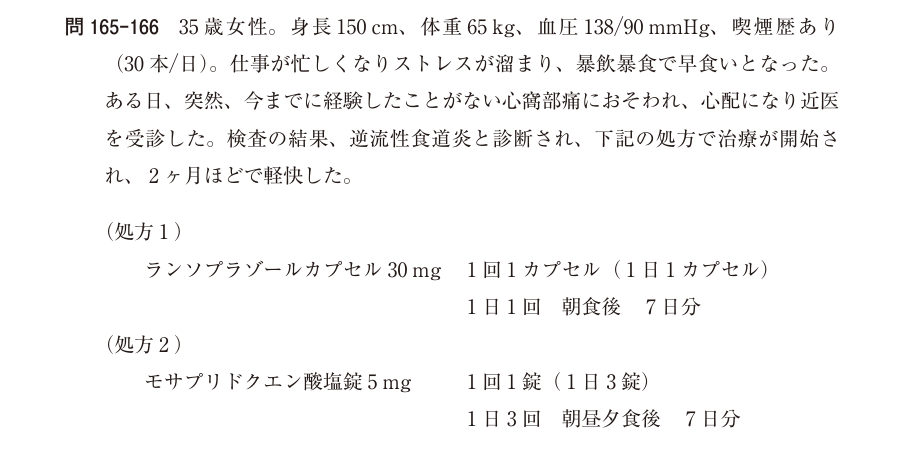 問 165-166　35 歳女性。身長 150 cm、体重 65 kg、血圧 138/90 mmHg、喫煙歴あり
（30 本/日）。仕事が忙しくなりストレスが溜まり、暴飲暴食で早食いとなった。
ある日、突然、今までに経験したことがない心窩部痛におそわれ、心配になり近医
を受診した。検査の結果、逆流性食道炎と診断され、下記の処方で治療が開始さ
れ、２ヶ月ほどで軽快した。
（処方１）
ランソプラゾールカプセル 30 mg　１回１カプセル（１日１カプセル）
１日１回　朝食後　７日分
（処方２）
モサプリドクエン酸塩錠 5 mg　１回１錠（１日３錠）
１日３回　朝昼夕食後　７日分